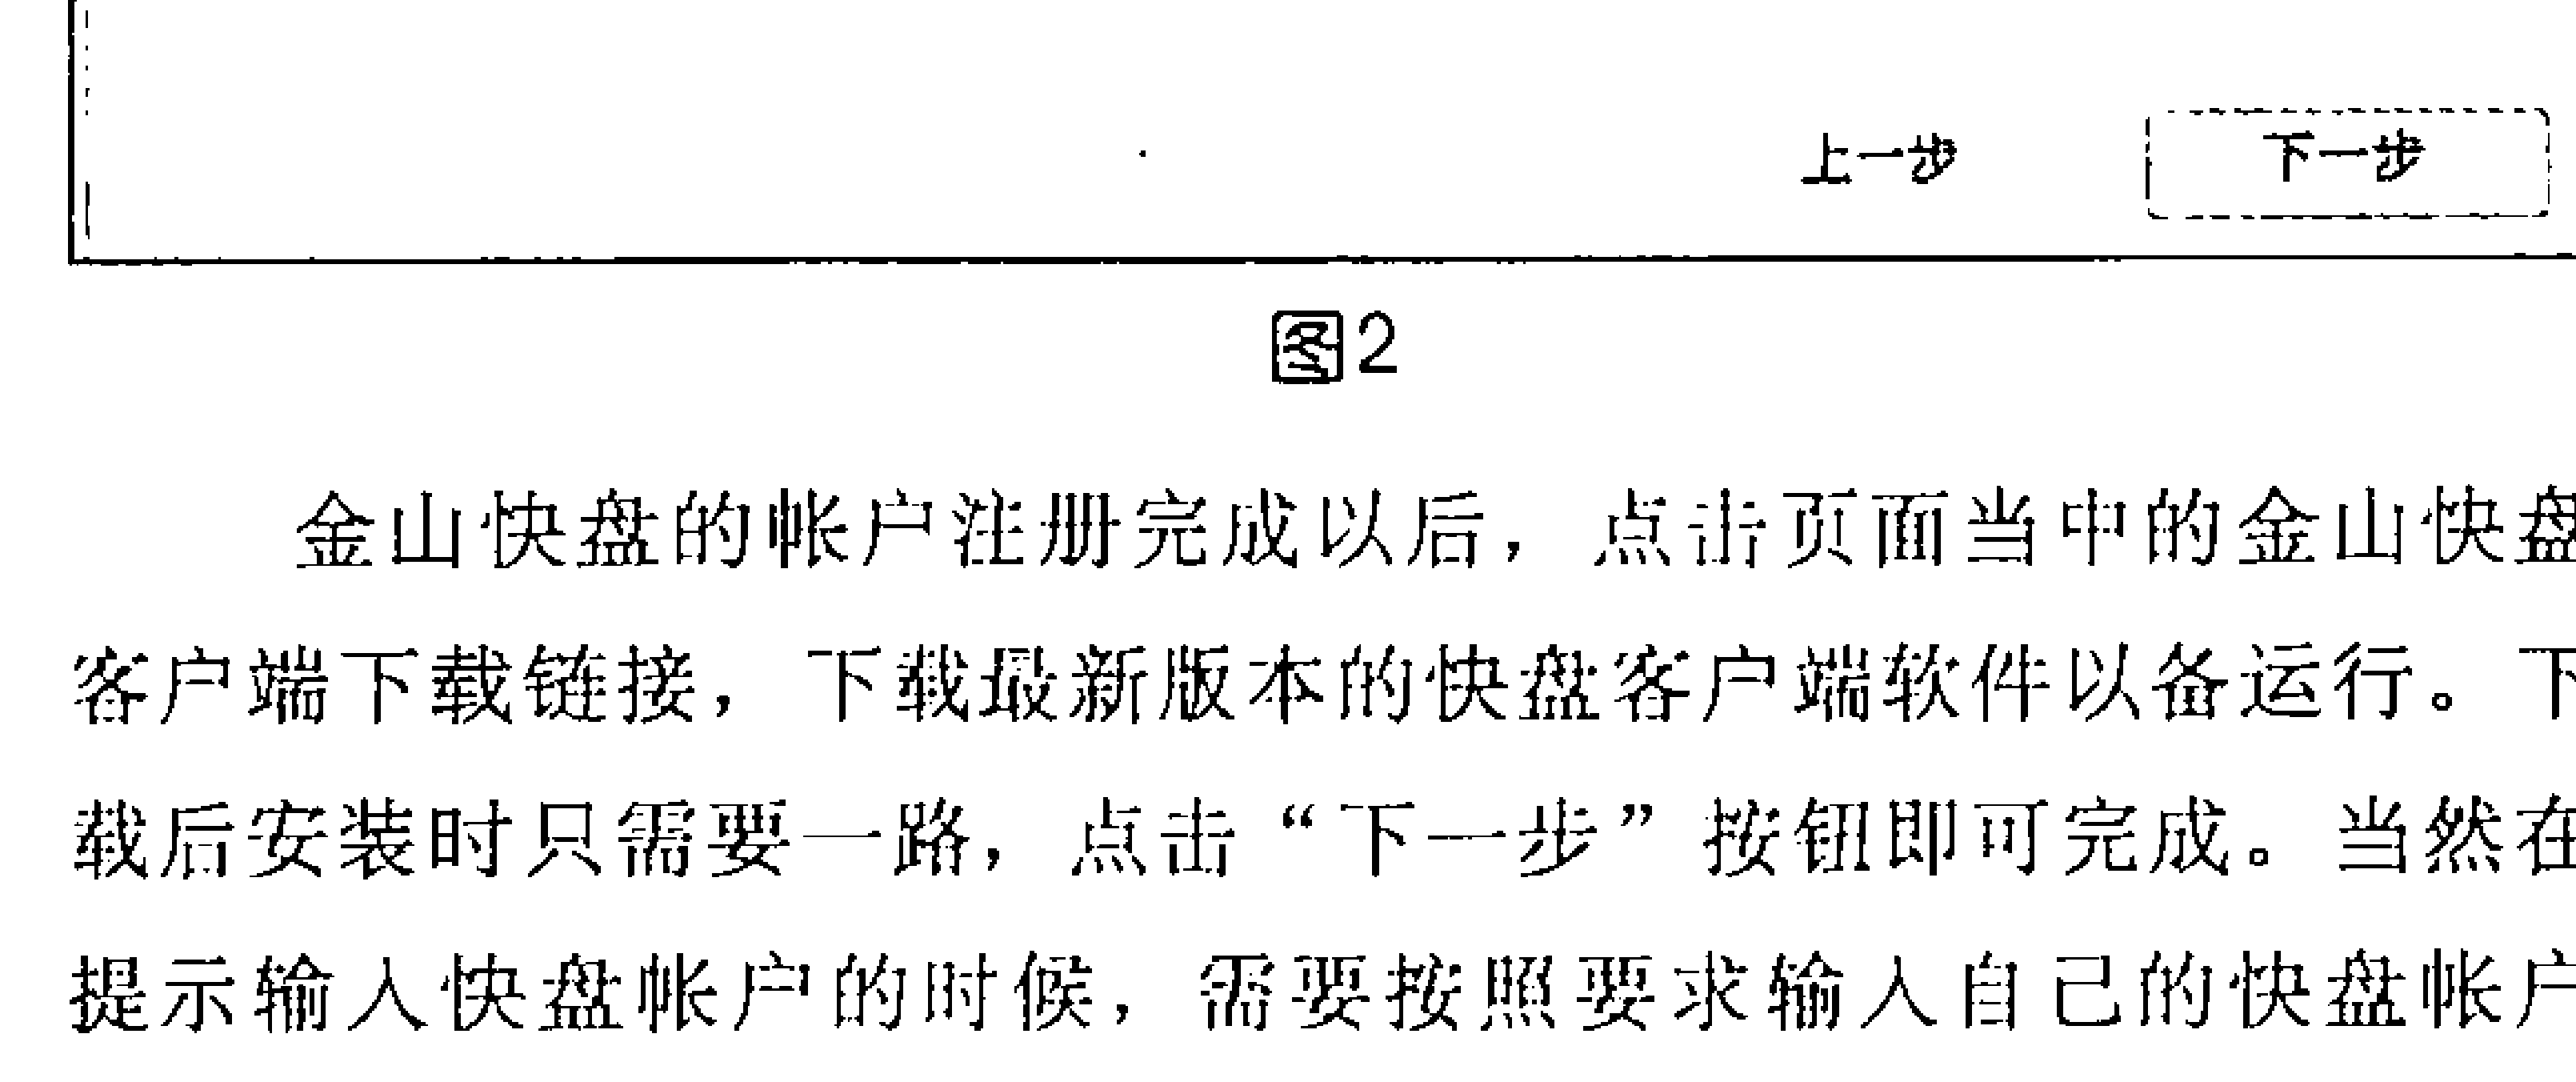 上一步 下一步
图2
金山快盘的帐户注册完成以后，点击页面当中的金山快盘
客户端下载链接，下载最新版本的快盘客户端软件以备运行。下
载后安装时只需要一路，点击“下一步”按钮即可完成。当然在
提示输入快盘帐户的时候，需要按照要求输入自己的快盘帐户